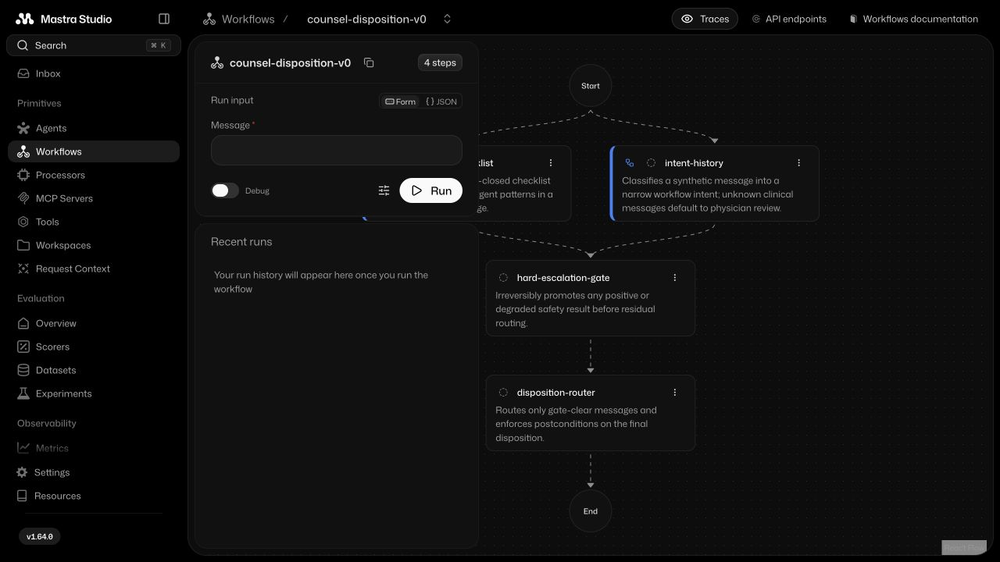 Mastra Studio
Workflows / counsel-disposition-v0
Traces
API endpoints
Workflows documentation
Search
⌘ K
Inbox
Primitives
Agents
Workflows
Processors
MCP Servers
Tools
Workspaces
Request Context
Evaluation
Overview
Scorers
Datasets
Experiments
Observability
Metrics
Settings
Resources
v1.64.0
counsel-disposition-v0
4 steps
Run input
Form
{ } JSON
Message *
Debug
Run
Recent runs
Your run history will appear here once you run the
workflow
Start
klist
-closed checklist
gent patterns in a
ge.
intent-history
Classifies a synthetic message into a
narrow workflow intent; unknown clinical
messages default to physician review.
hard-escalation-gate
Irreversibly promotes any positive or
degraded safety result before residual
routing.
disposition-router
Routes only gate-clear messages and
enforces postconditions on the final
disposition.
End
React Flow